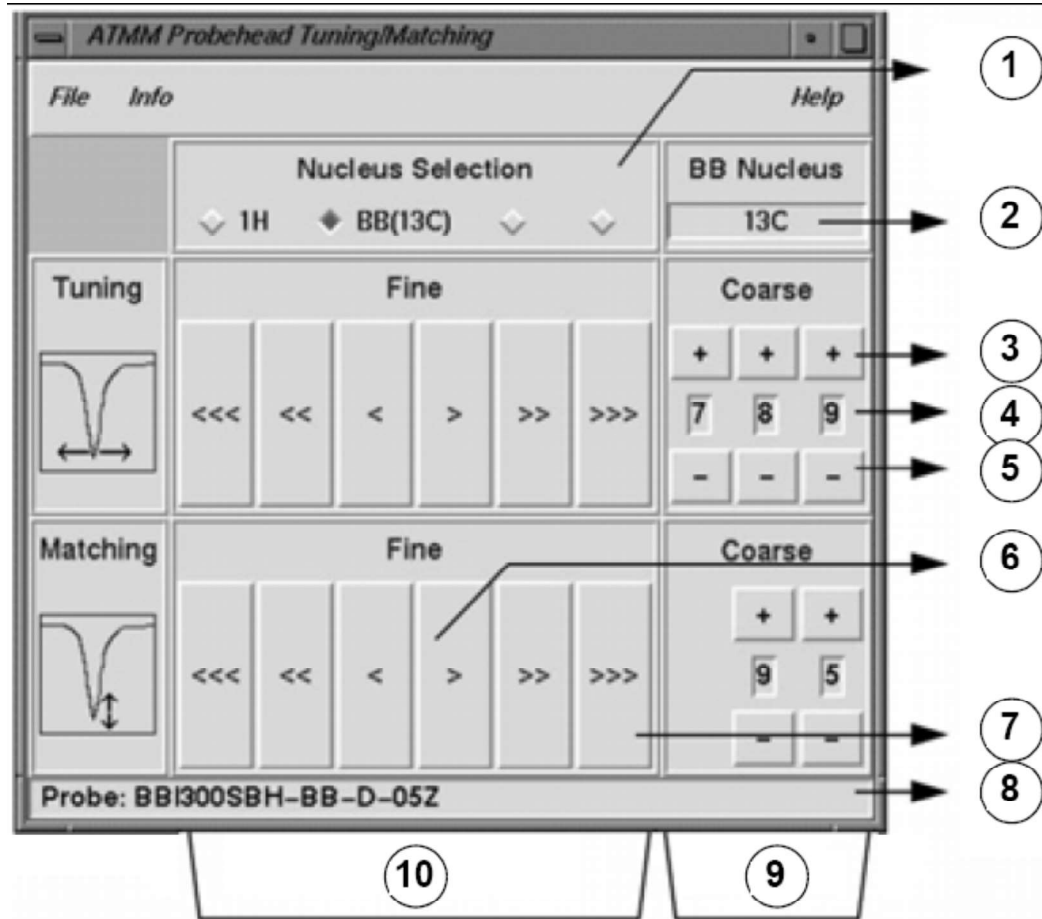 ATMM Probehead Tuning/Matching
1
File Info Help
Nucleus Selection BB Nucleus
1H BB(13C) 13C 2
Tuning Fine Coarse
+ + + 3
<<< << < > >> >>> 7 8 9 4
- - - 5
Matching Fine Coarse 6
+ +
<<< << < > >> >>> 9 5
- - 7
Probe: BBI300SBH-BB-D-05Z 8
10 9